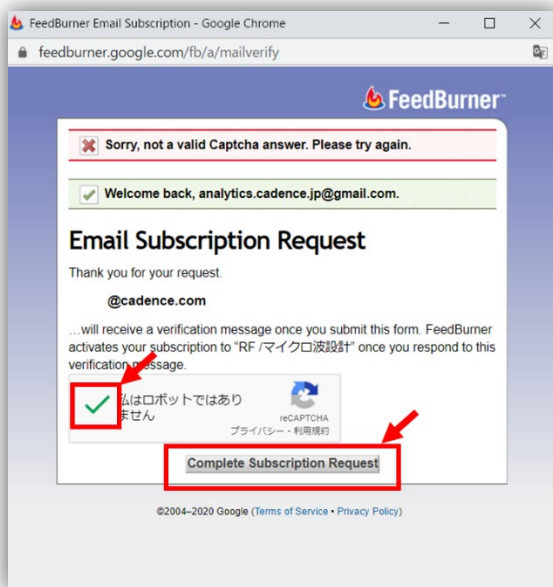 FeedBurner Email Subscription - Google Chrome
feedburner.google.com/fb/a/mailverify
FeedBurner™
Sorry, not a valid Captcha answer. Please try again.
Welcome back, analytics.cadence.jp@gmail.com.
Email Subscription Request
Thank you for your request.
@cadence.com
…will receive a verification message once you submit this form. FeedBurner
activates your subscription to “RF /マイクロ波設計” once you respond to this
verification message.
私はロボットではあり
ません
reCAPTCHA
プライバシー - 利用規約
Complete Subscription Request
©2004–2020 Google (Terms of Service • Privacy Policy)